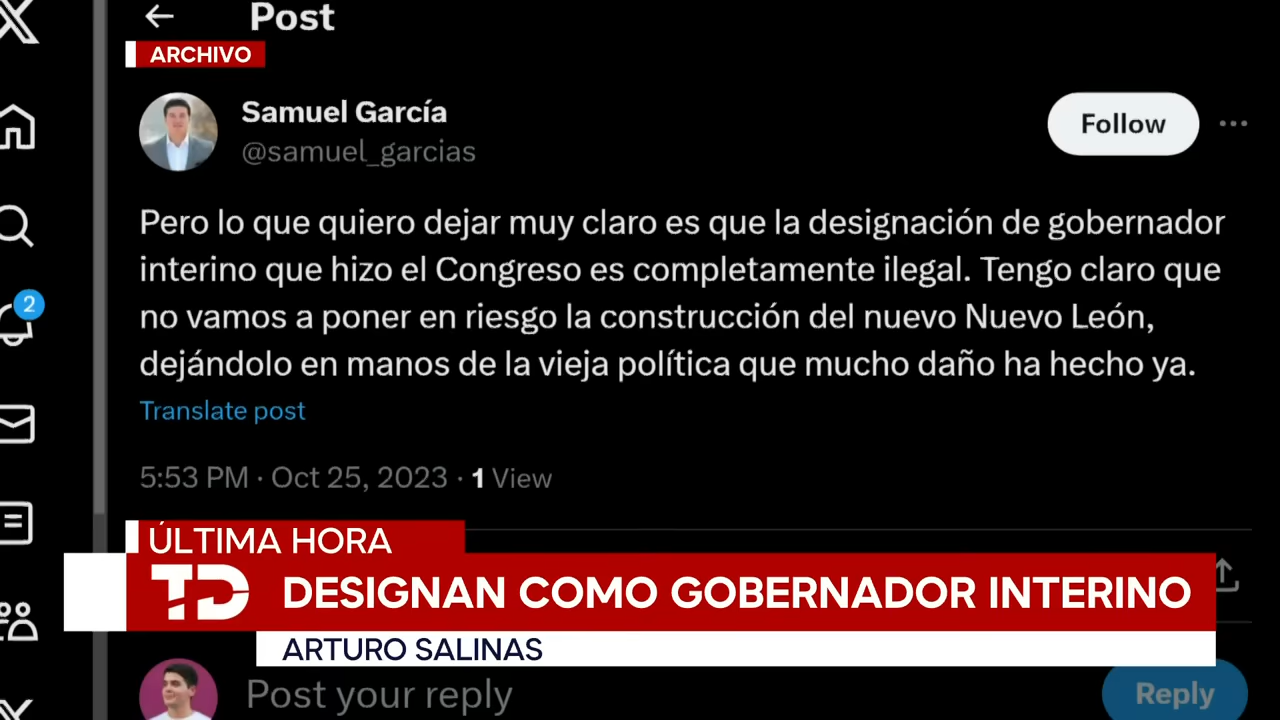 Post
ARCHIVO
Samuel García
@samuel_garcias
Follow
Pero lo que quiero dejar muy claro es que la designación de gobernador
interino que hizo el Congreso es completamente ilegal. Tengo claro que
no vamos a poner en riesgo la construcción del nuevo Nuevo León,
dejándolo en manos de la vieja política que mucho daño ha hecho ya.
Translate post
5:53 PM · Oct 25, 2023 · 1 View
2
ÚLTIMA HORA
TD
DESIGNAN COMO GOBERNADOR INTERINO
ARTURO SALINAS
Post your reply
Reply